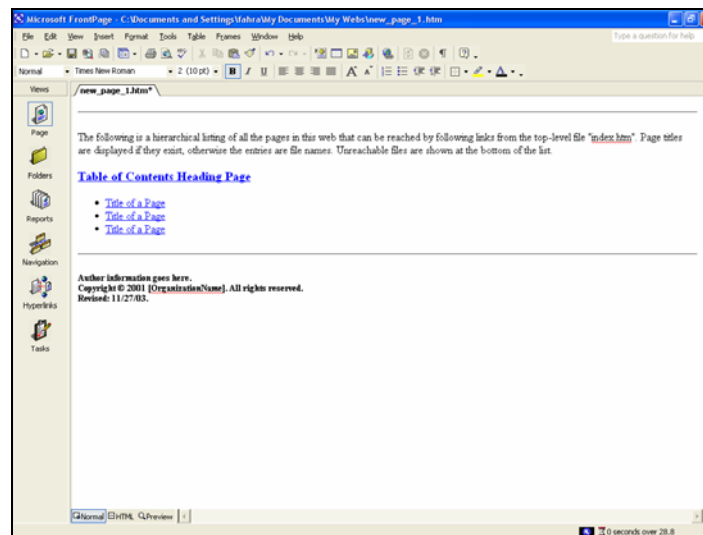 Microsoft FrontPage - C:\Documents and Settings\fahra\My Documents\My Webs\new_page_1.htm
File Edit View Insert Format Tools Table Frames Window Help Type a question for help
Normal Times New Roman 2 (10 pt) B I U A A A
Views /new_page_1.htm*\
Page
Folders
Reports
Navigation
Hyperlinks
Tasks
The following is a hierarchical listing of all the pages in this web that can be reached by following links from the top-level file "index.htm". Page titles
are displayed if they exist, otherwise the entries are file names. Unreachable files are shown at the bottom of the list.
Table of Contents Heading Page
• Title of a Page
• Title of a Page
• Title of a Page
Author information goes here.
Copyright © 2001 [OrganizationName]. All rights reserved.
Revised: 11/27/03.
Normal HTML Preview
0 seconds over 28.8